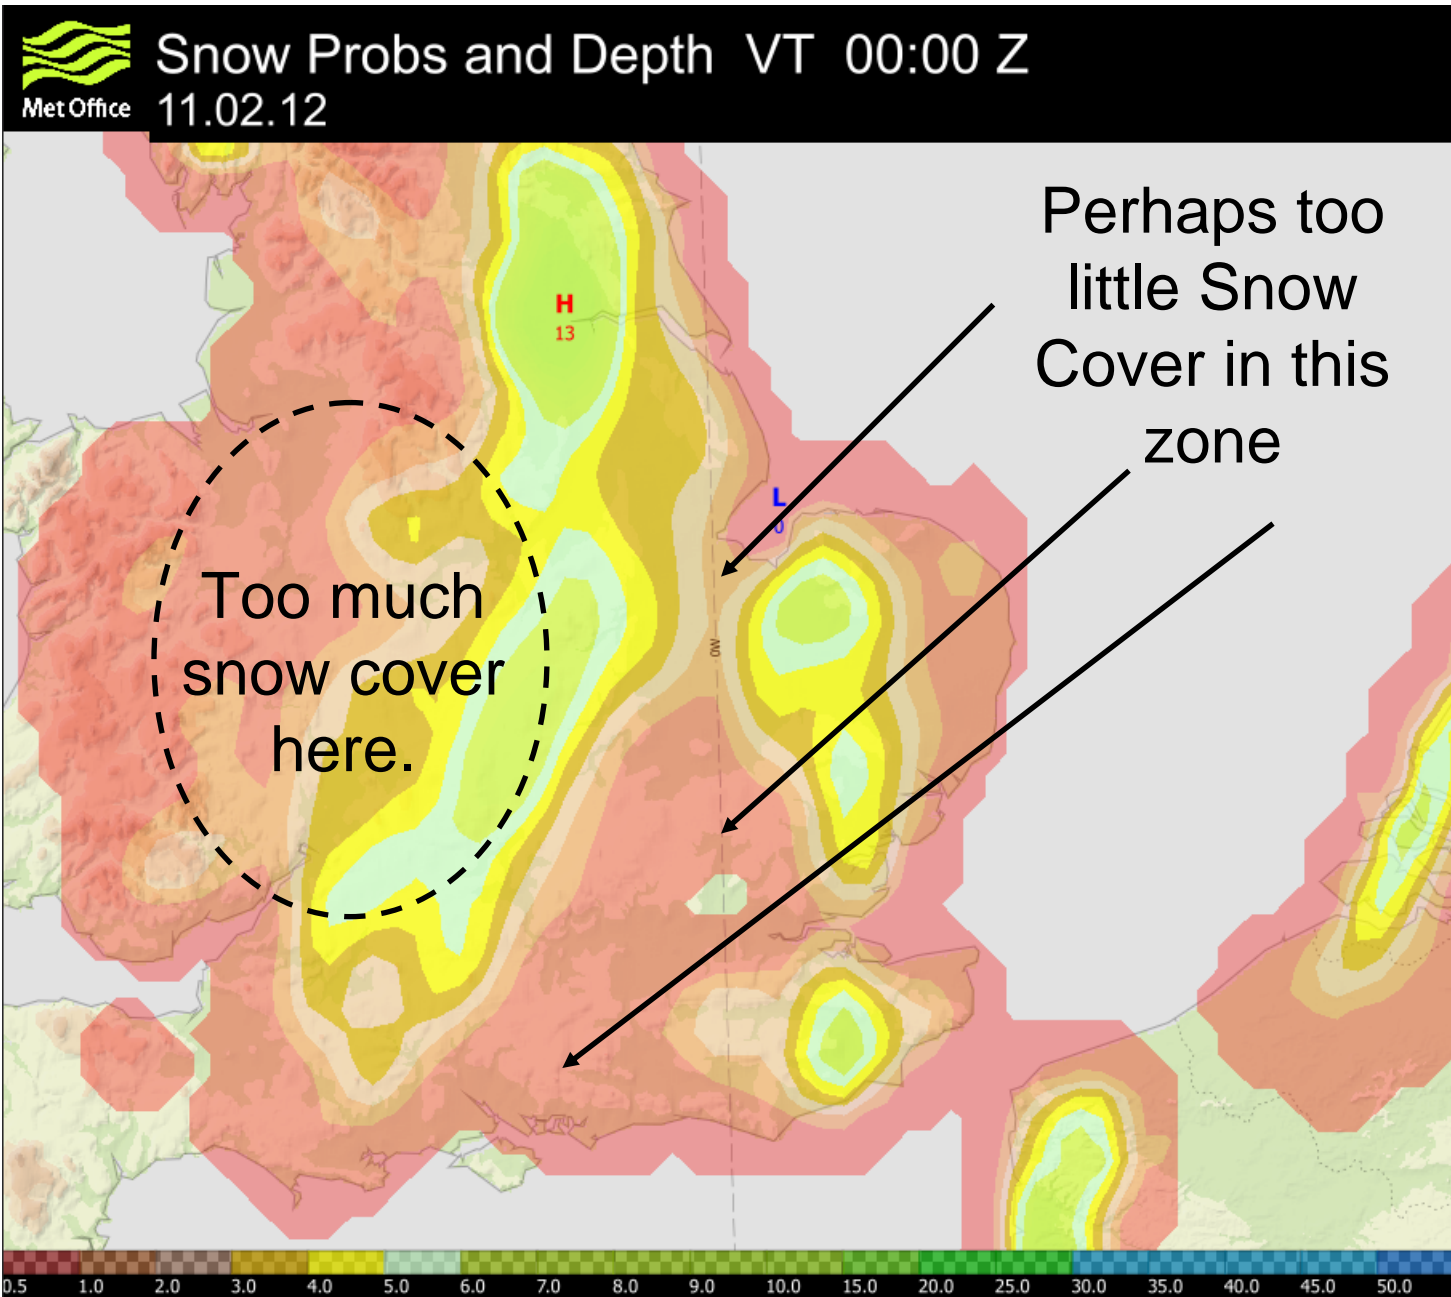 Snow Probs and Depth VT 00:00 Z
Met Office
11.02.12
Perhaps too
little Snow
Cover in this
zone
H
13
L
0
Too much
snow cover
here.
0.5 1.0 2.0 3.0 4.0 5.0 6.0 7.0 8.0 9.0 10.0 15.0 20.0 25.0 30.0 35.0 40.0 45.0 50.0